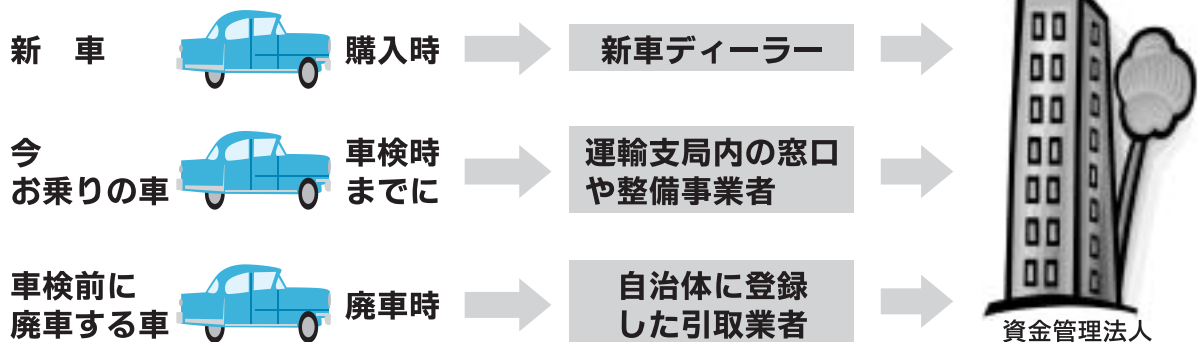 新　車
購入時
新車ディーラー
今
お乗りの車
車検時
までに
運輸支局内の窓口
や整備事業者
車検前に
廃車する車
廃車時
自治体に登録
した引取業者
資金管理法人